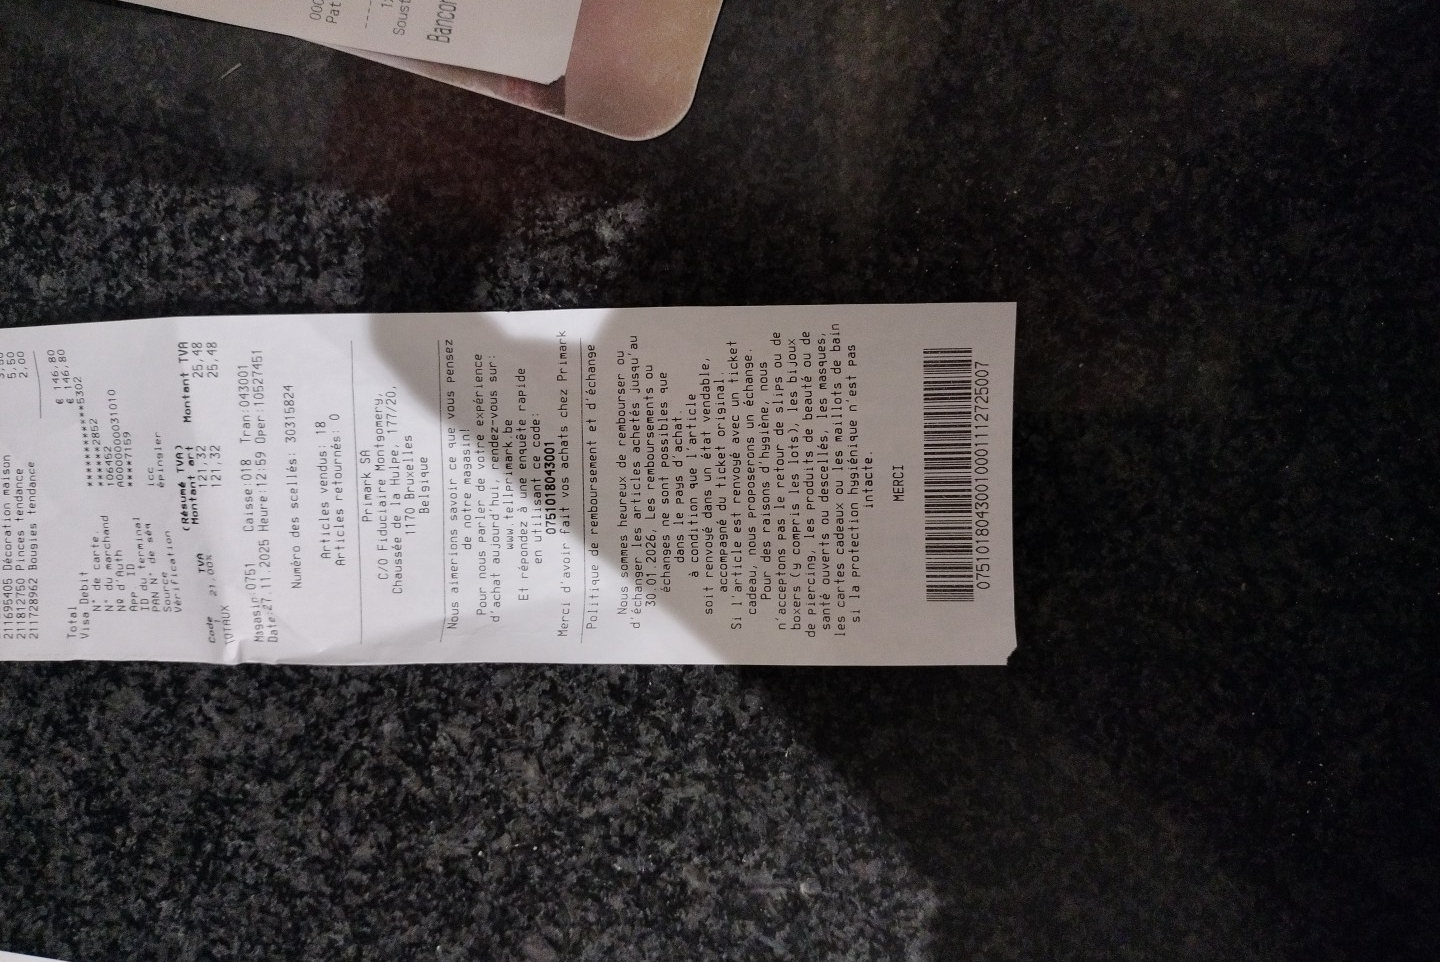 000
Pat
Soust
Bancon
5,50
2,00
211695405 Décoration maison
211812750 Pinces tendance
211728962 Bougies tendance
Total € 146,80
Visa Debit € 146,80
N° de carte. ************5302
N° du marchand ******2852
N° d'Auth 106452
App ID A0000000031010
ID du terminal ****7159
PAN N° de séq
Source icc
Vérification épingler
(Résumé TVA)
Code TVA Montant art Montant TVA
1 21,00% 121,32 25,48
TOTAUX 121,32 25,48
Magasin:0751 Caisse:018 Tran:043001
Date:27.11.2025 Heure:12:59 Oper:10527451
Numéro des scellés: 30315824
Articles vendus: 18
Articles retournés: 0
Primark SA
C/O Fiduciaire Montgomery,
Chaussée de la Hulpe, 177/20,
1170 Bruxelles
Belgique
Nous aimerions savoir ce que vous pensez
de notre magasin!
Pour nous parler de votre expérience
d'achat aujourd'hui, rendez-vous sur:
www.tellprimark.be
Et répondez à une enquête rapide
en utilisant ce code:
0751018043001
Merci d'avoir fait vos achats chez Primark
Politique de remboursement et d'échange
Nous sommes heureux de rembourser ou
d'échanger les articles achetés jusqu'au
30.01.2026. Les remboursements ou
échanges ne sont possibles que
dans le pays d'achat.
à condition que l'article
soit renvoyé dans un état vendable,
accompagné du ticket original.
Si l'article est renvoyé avec un ticket
cadeau, nous proposerons un échange.
Pour des raisons d'hygiène, nous
n'acceptons pas le retour de slips ou de
boxers (y compris les lots), les bijoux
de piercing, les produits de beauté ou de
santé ouverts ou descellés, les masques,
les cartes cadeaux ou les maillots de bain
si la protection hygiénique n'est pas
intacte.
MERCI
07510180430010001112725007